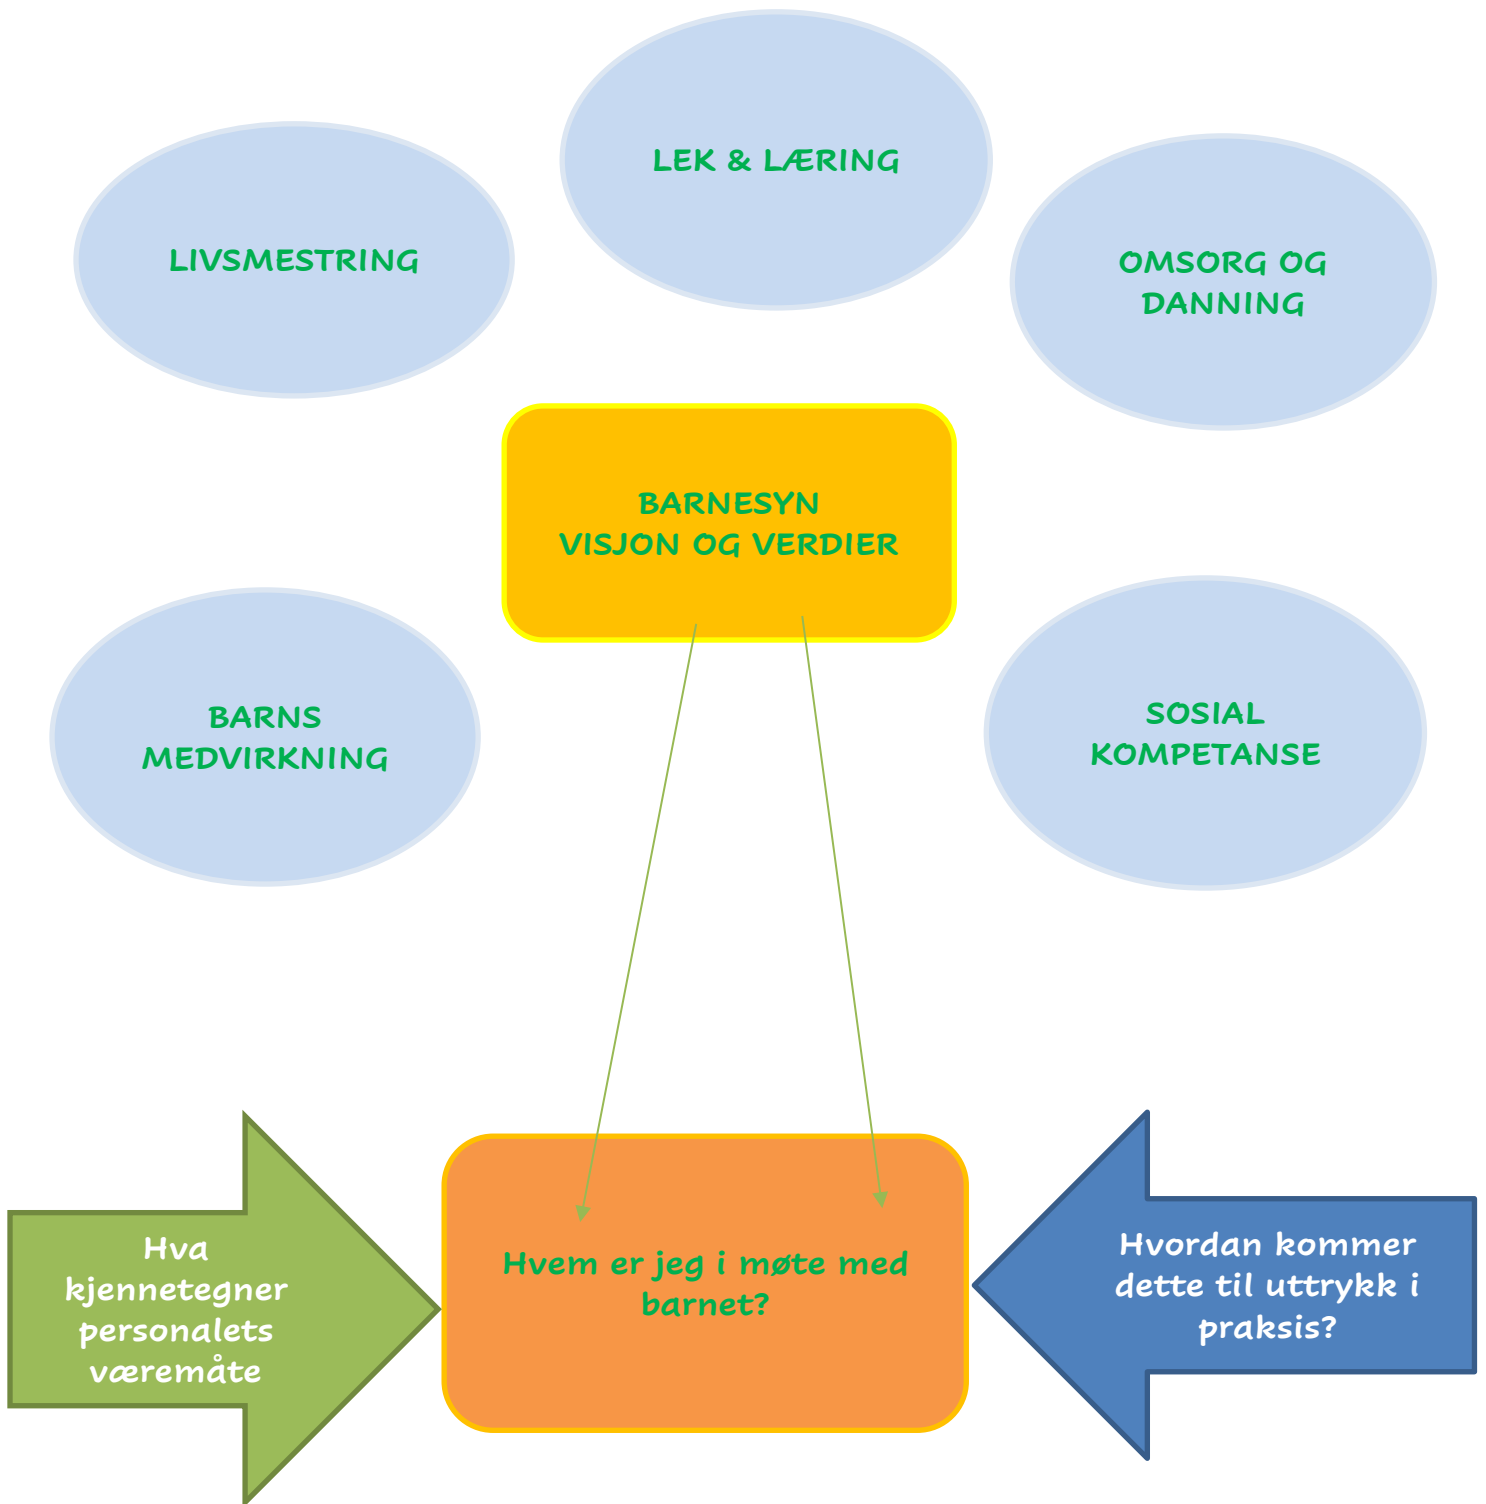 LEK & LÆRING
LIVSMESTRING
OMSORG OG
DANNING
BARNESYN
VISJON OG VERDIER
BARNS
MEDVIRKNING
SOSIAL
KOMPETANSE
Hva
kjennetegner
personalets
væremåte
Hvem er jeg i møte med
barnet?
Hvordan kommer
dette til uttrykk i
praksis?